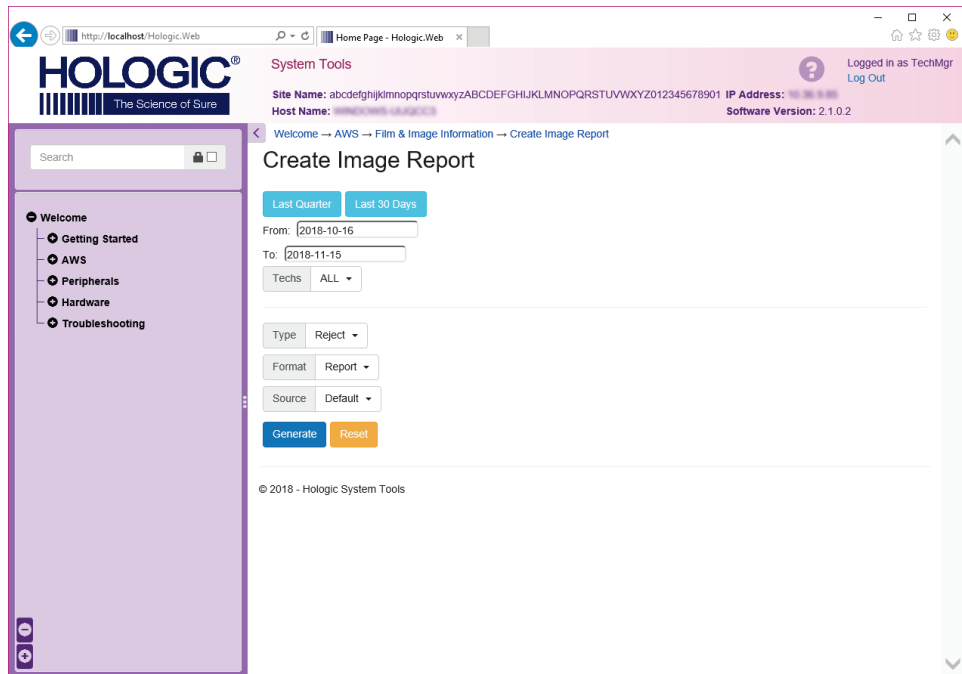 http://localhost/Hologic.Web
Home Page - Hologic.Web
HOLOGIC®
The Science of Sure
System Tools
Logged in as TechMgr
Log Out
Site Name: abcdefghijklmnopqrstuvwxyzABCDEFGHIJKLMNOPQRSTUVWXYZ012345678901 IP Address:
Host Name:
Software Version: 2.1.0.2
Welcome → AWS → Film & Image Information → Create Image Report
Search
Create Image Report
Last Quarter Last 30 Days
From: 2018-10-16
To: 2018-11-15
Techs ALL
Welcome
Getting Started
AWS
Peripherals
Hardware
Troubleshooting
Type Reject
Format Report
Source Default
Generate Reset
© 2018 - Hologic System Tools